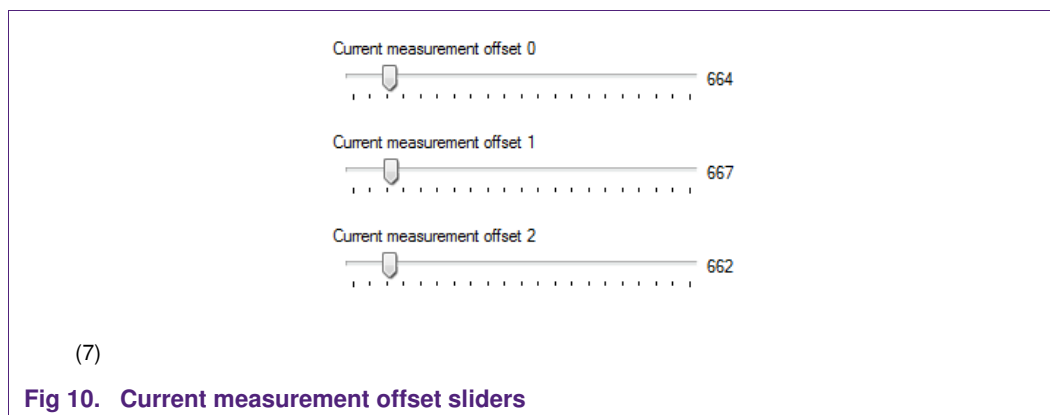 Current measurement offset 0
664
Current measurement offset 1
667
Current measurement offset 2
662
(7)
Fig 10. Current measurement offset sliders